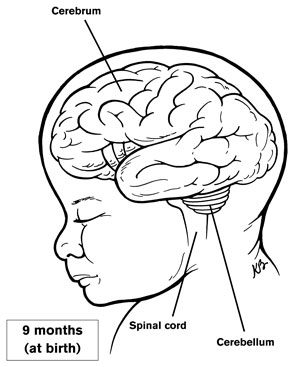 Cerebrum
Spinal cord
Cerebellum
9 months
(at birth)